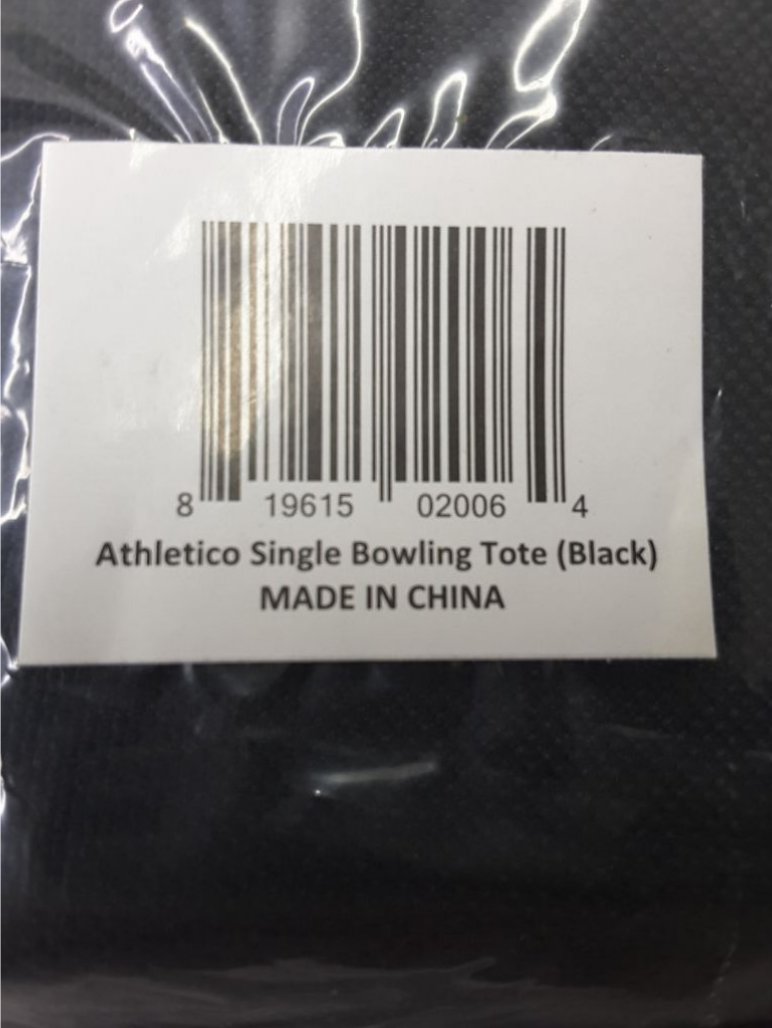 8 19615 02006 4
Athletico Single Bowling Tote (Black)
MADE IN CHINA